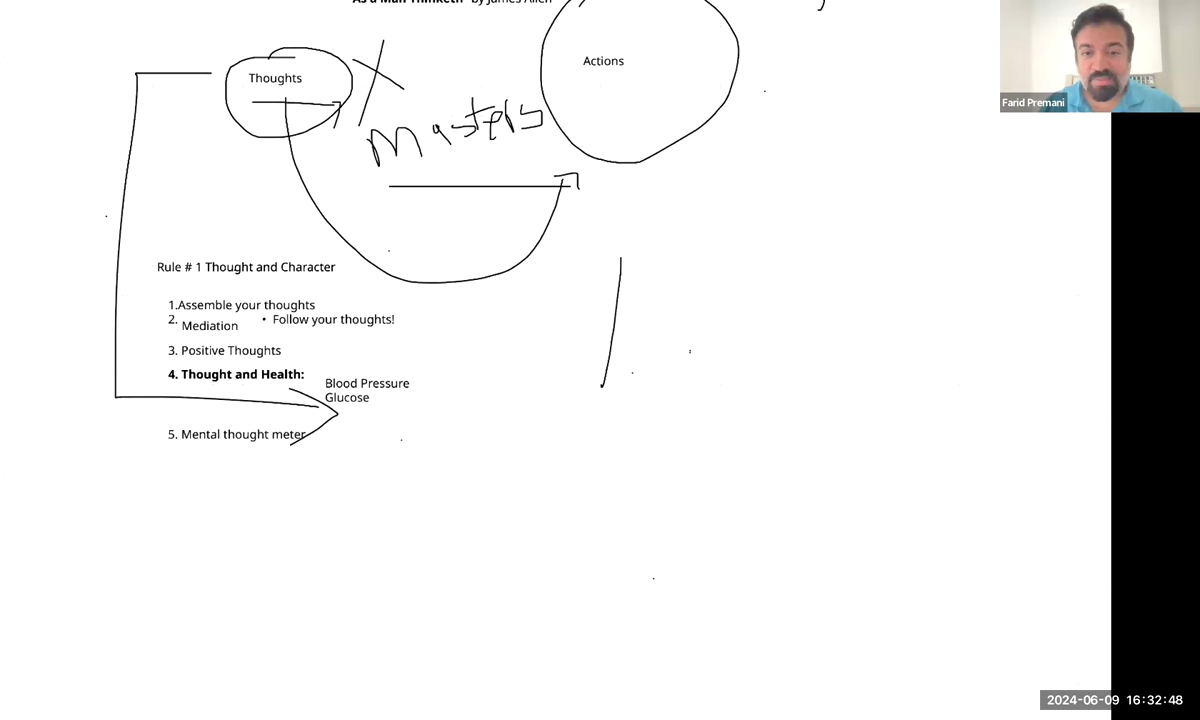 "As a Man Thinketh" by James Allen
Actions
Thoughts
Farid Premani
Masters
Rule # 1 Thought and Character
1.Assemble your thoughts
2. Mediation • Follow your thoughts!
3. Positive Thoughts
4. Thought and Health:
Blood Pressure
Glucose
5. Mental thought meter
2024-06-09 16:32:48